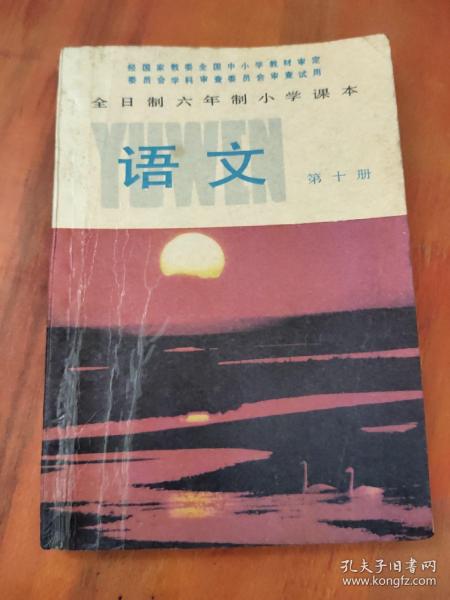 经国家教委全国中小学教材审定
委员会学科审查委员会审查试用
全日制六年制小学课本
YUWEN
语文
第十册
孔夫子旧书网
www.kongfz.com